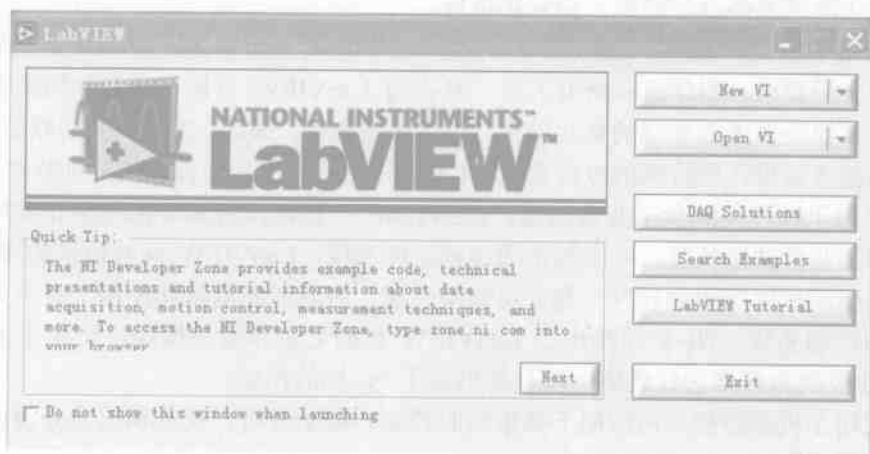 LabVIEW
NATIONAL INSTRUMENTS™
LabVIEW™
New VI
Open VI
DAQ Solutions
Search Examples
LabVIEW Tutorial
Exit
Quick Tip:
The NI Developer Zone provides example code, technical
presentations and tutorial information about data
acquisition, motion control, measurement techniques, and
more. To access the NI Developer Zone, type zone.ni.com into
your browser
Next
Do not show this window when launching